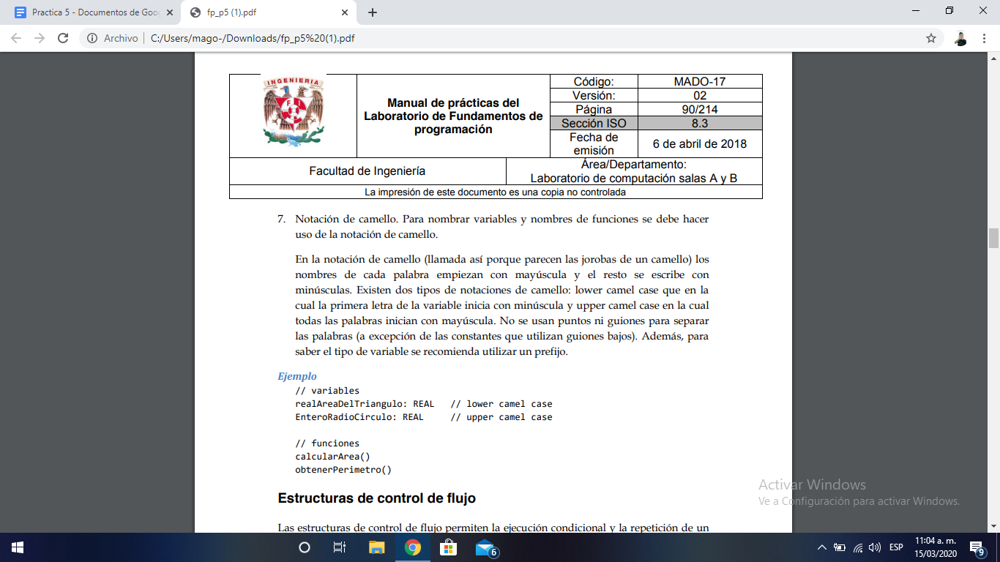 Practica 5 - Documentos de Goo
fp_p5 (1).pdf
Archivo | C:/Users/mago-/Downloads/fp_p5%20(1).pdf
INGENIERIA
F I
Manual de prácticas del
Laboratorio de Fundamentos de
programación
Código: MADO-17
Versión: 02
Página 90/214
Sección ISO 8.3
Fecha de
emisión 6 de abril de 2018
Facultad de Ingeniería
Área/Departamento:
Laboratorio de computación salas A y B
La impresión de este documento es una copia no controlada
7. Notación de camello. Para nombrar variables y nombres de funciones se debe hacer
uso de la notación de camello.
En la notación de camello (llamada así porque parecen las jorobas de un camello) los
nombres de cada palabra empiezan con mayúscula y el resto se escribe con
minúsculas. Existen dos tipos de notaciones de camello: lower camel case que en la
cual la primera letra de la variable inicia con minúscula y upper camel case en la cual
todas las palabras inician con mayúscula. No se usan puntos ni guiones para separar
las palabras (a excepción de las constantes que utilizan guiones bajos). Además, para
saber el tipo de variable se recomienda utilizar un prefijo.
Ejemplo
// variables
realAreaDelTriangulo: REAL // lower camel case
EnteroRadioCirculo: REAL // upper camel case
// funciones
calcularArea()
obtenerPerimetro()
Estructuras de control de flujo
Las estructuras de control de flujo permiten la ejecución condicional y la repetición de un
Activar Windows
Ve a Configuración para activar Windows.
6
ESP
11:04 a. m.
15/03/2020
9